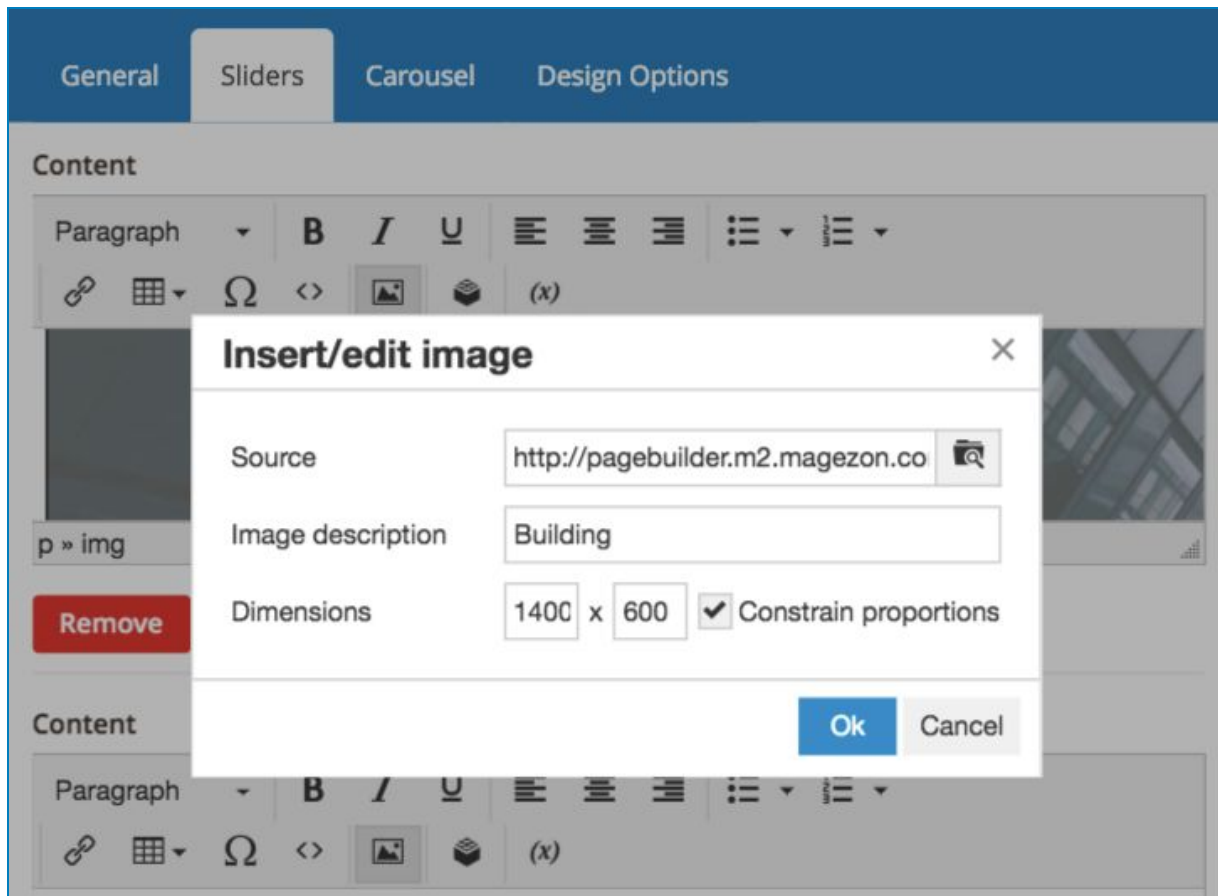 General Sliders Carousel Design Options
Content
Paragraph B I U
Ω <> (x)
Insert/edit image ×
Source http://pagebuilder.m2.magezon.co
Image description Building
p » img
Dimensions 1400 x 600 Constrain proportions
Remove
Ok Cancel
Content
Paragraph B I U
Ω <> (x)